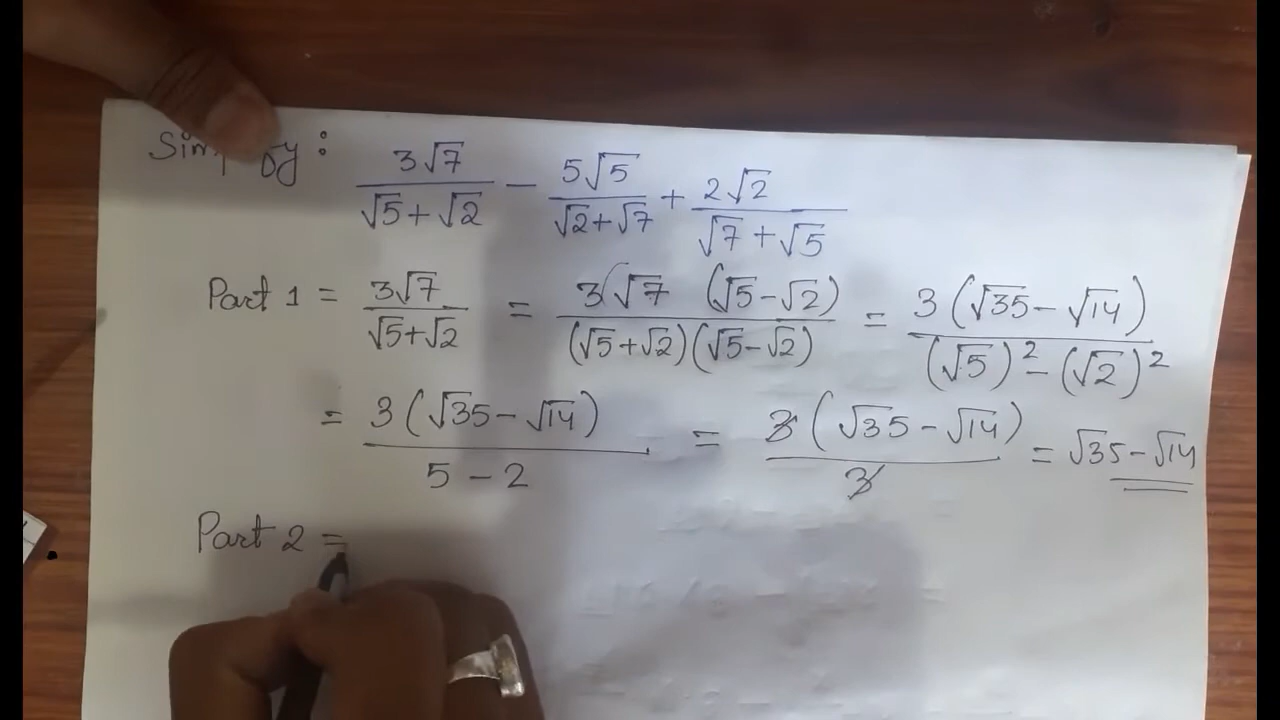 Simplify : 3√7/(√5+√2) − 5√5/(√2+√7) + 2√2/(√7+√5)
Part 1 = 3√7/(√5+√2) = 3(√7 (√5−√2)/(√5+√2)(√5−√2) = 3(√35−√14)/(√5)²−(√2)²
= 3(√35−√14)/5−2 = 3(√35−√14)/3 = √35−√14
Part 2 =